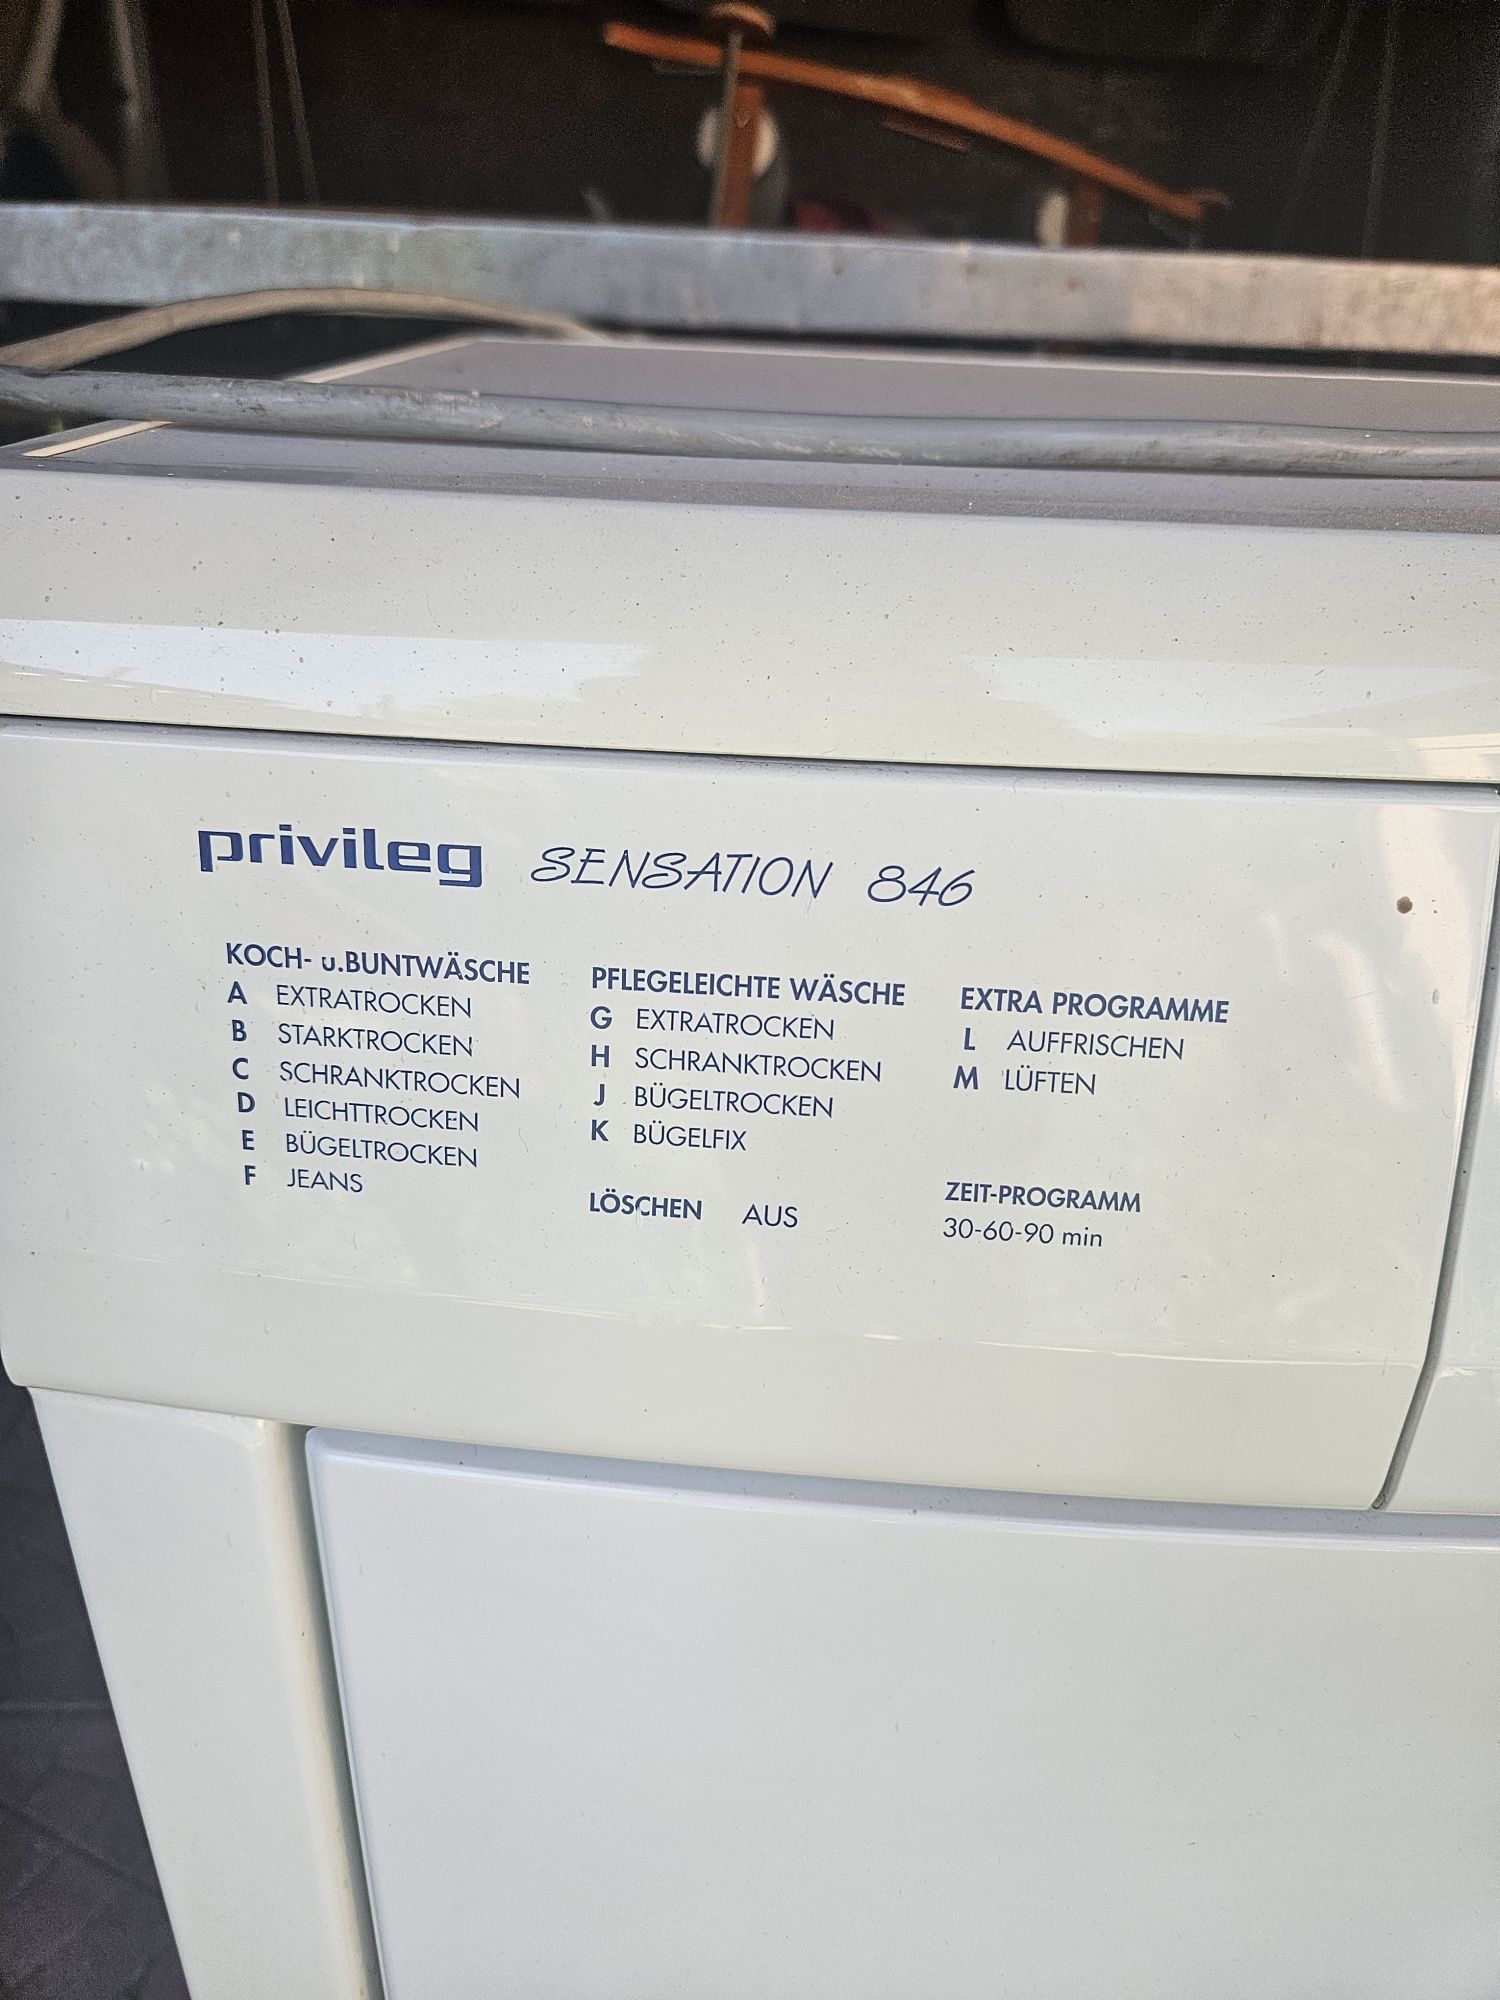 privileg SENSATION 846
KOCH- u.BUNTWÄSCHE
A EXTRATROCKEN
B STARKTROCKEN
C SCHRANKTROCKEN
D LEICHTTROCKEN
E BÜGELTROCKEN
F JEANS
PFLEGELEICHTE WÄSCHE
G EXTRATROCKEN
H SCHRANKTROCKEN
J BÜGELTROCKEN
K BÜGELFIX
LÖSCHEN AUS
EXTRA PROGRAMME
L AUFFRISCHEN
M LÜFTEN
ZEIT-PROGRAMM
30-60-90 min